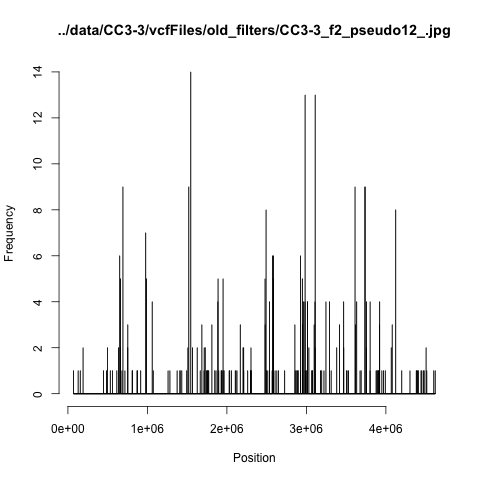 ../data/CC3-3/vcfFiles/old_filters/CC3-3_f2_pseudo12_.jpg
14
12
10
8
6
4
2
0
Frequency
0e+00 1e+06 2e+06 3e+06 4e+06
Position